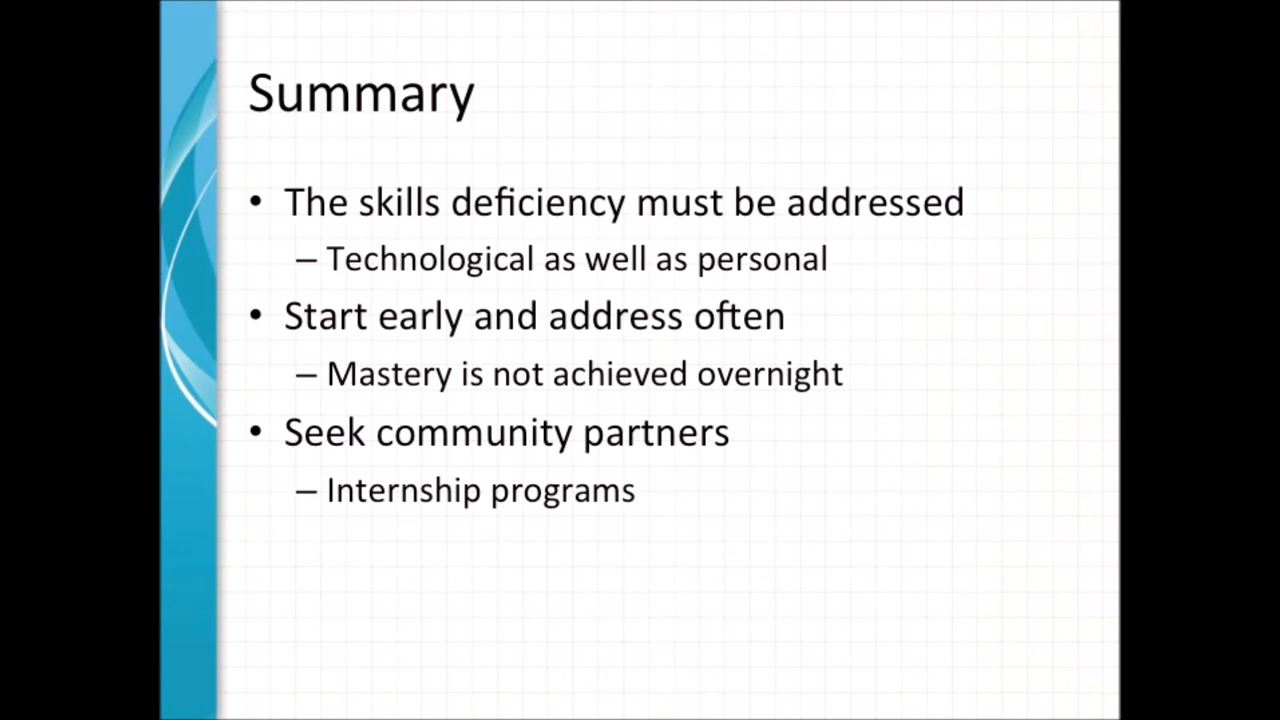 Summary
• The skills deficiency must be addressed
– Technological as well as personal
• Start early and address often
– Mastery is not achieved overnight
• Seek community partners
– Internship programs